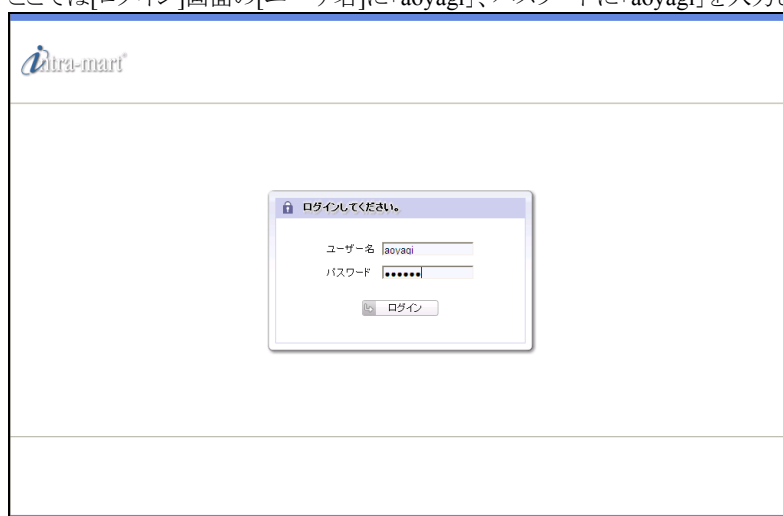 ここでは[ログイン]画面の[ユーザ名]に「aoyagi」、パスワードに「aoyagi」を入力し
intra-mart
ログインしてください。
ユーザー名 aoyagi
パスワード ●●●●●●
ログイン